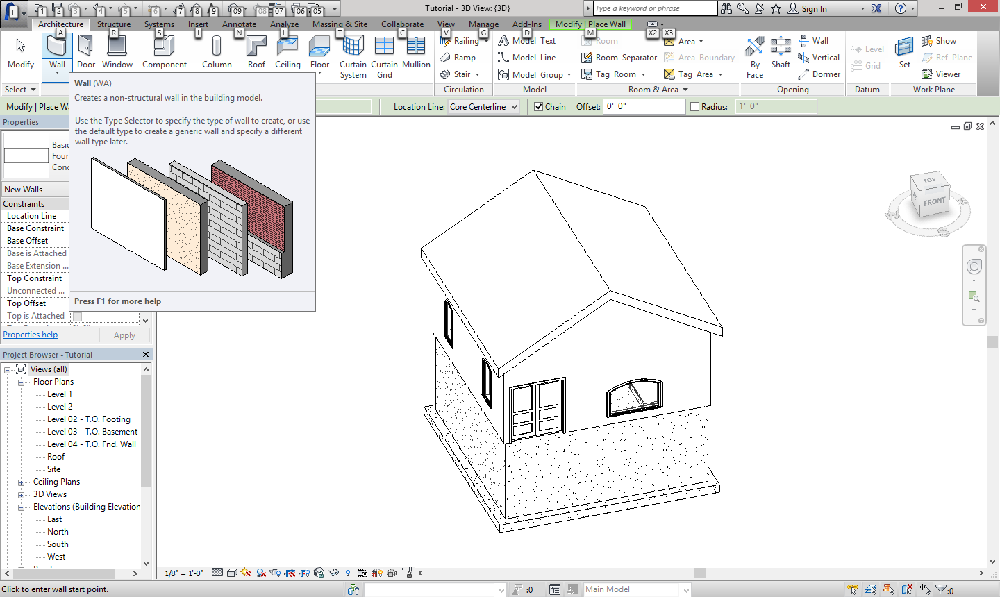 F 1 2 3 4 5 6 7 8 9 09 08 07 06 05
Tutorial - 3D View: {3D}
Type a keyword or phrase
Sign In
?
Architecture Structure Systems Insert Annotate Analyze Massing & Site Collaborate View Manage Add-Ins Modify | Place Wall
A R S I N L T C V G D M X2 X3
Modify
Wall
Door
Window
Component
Column
Roof
Ceiling
Floor
Curtain System
Curtain Grid
Mullion
Railing
Ramp
Stair
Model Text
Model Line
Model Group
Room
Room Separator
Tag Room
Area
Area Boundary
Tag Area
By Face
Shaft
Wall
Vertical
Dormer
Level
Grid
Set
Show
Ref Plane
Viewer
Select
Circulation
Model
Room & Area
Opening
Datum
Work Plane
Modify | Place Wa
Location Line: Core Centerline
Chain
Offset: 0' 0"
Radius: 1' 0"
Wall (WA)
Creates a non-structural wall in the building model.
Use the Type Selector to specify the type of wall to create, or use
the default type to create a generic wall and specify a different
wall type later.
Press F1 for more help
Properties
Basic
Foun
Conc
New Walls
Constraints
Location Line
Base Constraint
Base Offset
Base is Attached
Base Extension ...
Top Constraint
Unconnected ...
Top Offset
Top is Attached
Properties help
Apply
Project Browser - Tutorial
Views (all)
Floor Plans
Level 1
Level 2
Level 02 - T.O. Footing
Level 03 - T.O. Basement
Level 04 - T.O. Fnd. Wall
Roof
Site
Ceiling Plans
3D Views
Elevations (Building Elevation
East
North
South
West
TOP
FRONT
W
S
1/8" = 1'-0"
Click to enter wall start point.
:0
Main Model
:0